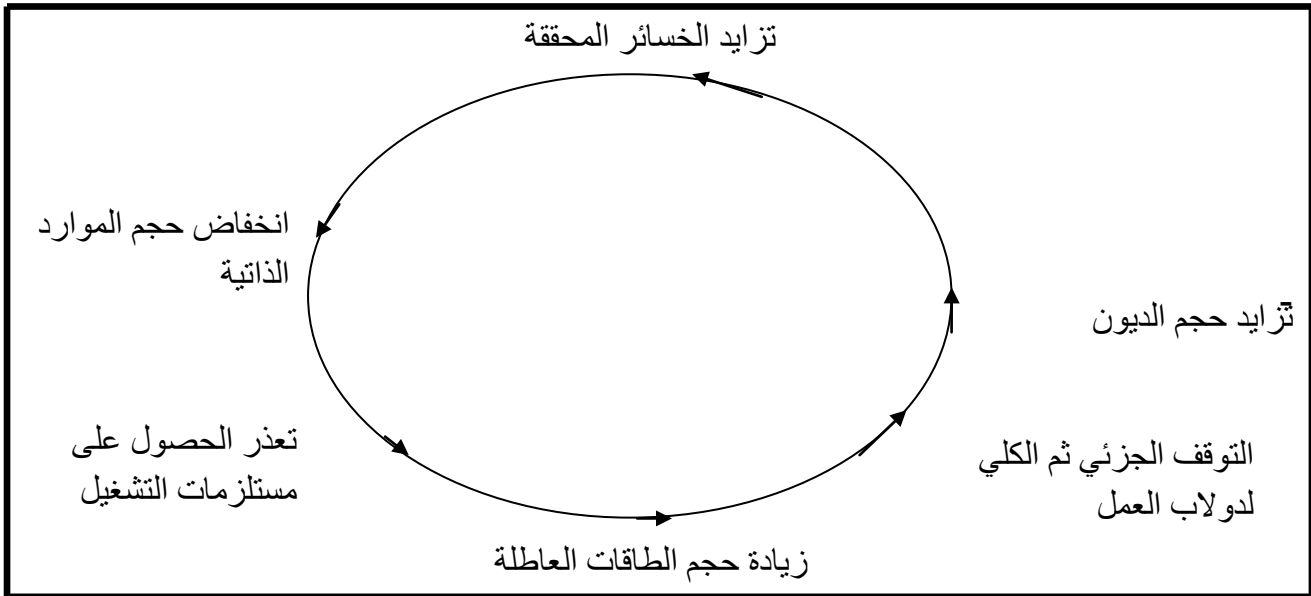 تزايد الخسائر المحققة
انخفاض حجم الموارد
الذاتية
تزايد حجم الديون
تعذر الحصول على
مستلزمات التشغيل
التوقف الجزئي ثم الكلي
لدولاب العمل
زيادة حجم الطاقات العاطلة